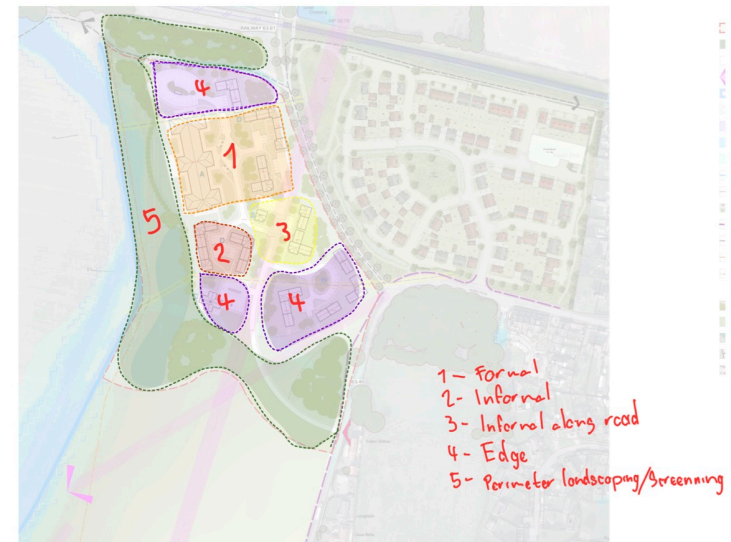 4
1
5
3
2
4
4
1 - Formal
2 - Informal
3 - Informal along road
4 - Edge
5 - Perimeter landscaping/Screenning